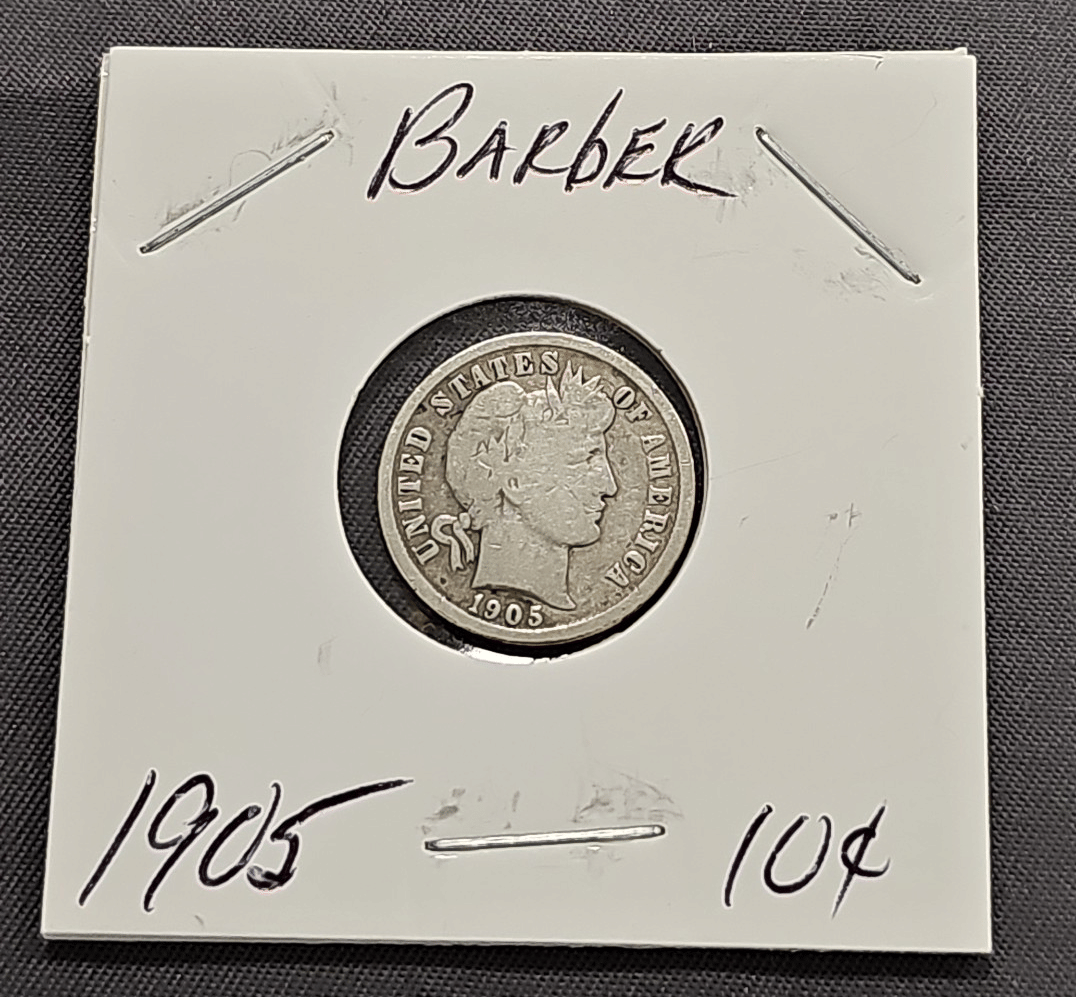 BARBER
UNITED STATES OF AMERICA
1905
1905 10¢